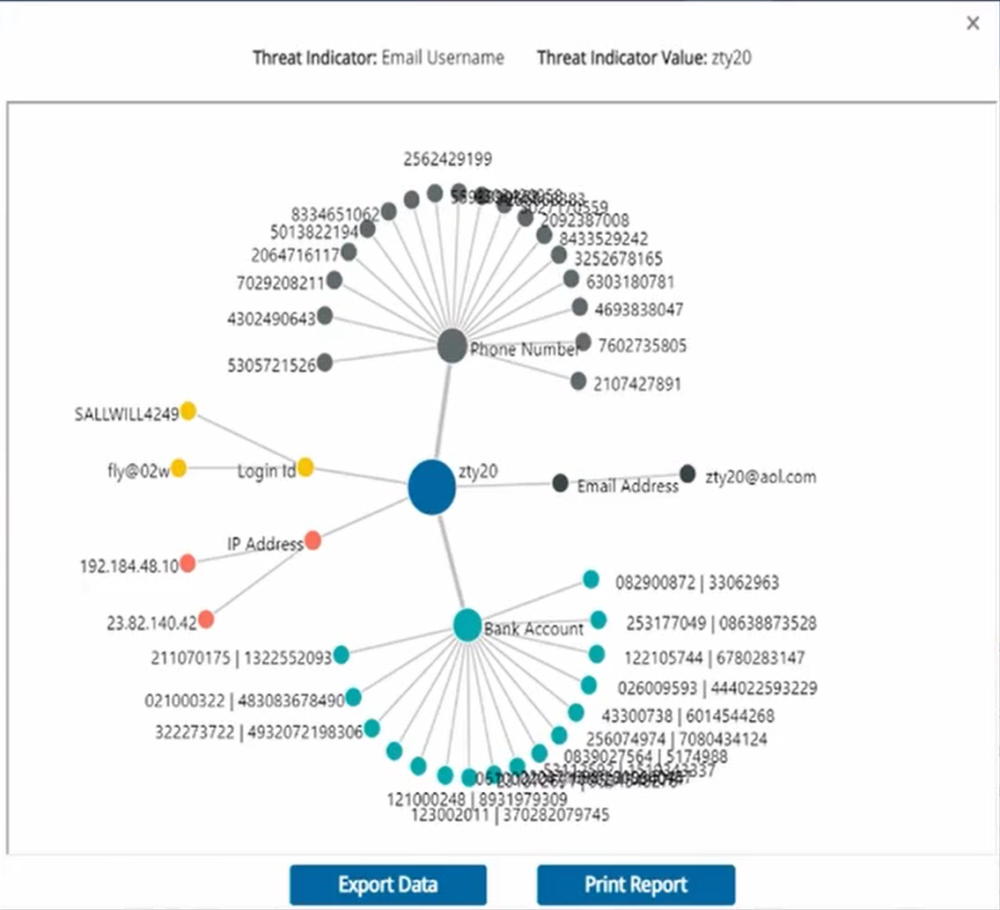 ×
Threat Indicator: Email Username Threat Indicator Value: zty20
2562429199
8334651062
5013822194
2064716117
7029208211
4302490643
5305721526
2092387008
8433529242
3252678165
6303180781
4693838047
7602735805
2107427891
Phone Number
SALLWILL4249
fly@02w
Login Id
zty20
Email Address
zty20@aol.com
IP Address
192.184.48.10
23.82.140.42
Bank Account
082900872 | 33062963
253177049 | 08638873528
122105744 | 6780283147
026009593 | 444022593229
43300738 | 6014544268
256074974 | 7080434124
0839027564 | 5174988
211070175 | 1322552093
021000322 | 483083678490
322273722 | 4932072198306
121000248 | 8931979309
123002011 | 370282079745
Export Data
Print Report